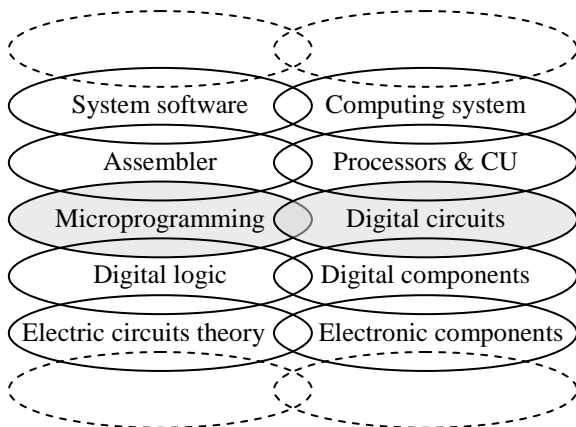 System software Computing system
Assembler Processors & CU
Microprogramming Digital circuits
Digital logic Digital components
Electric circuits theory Electronic components